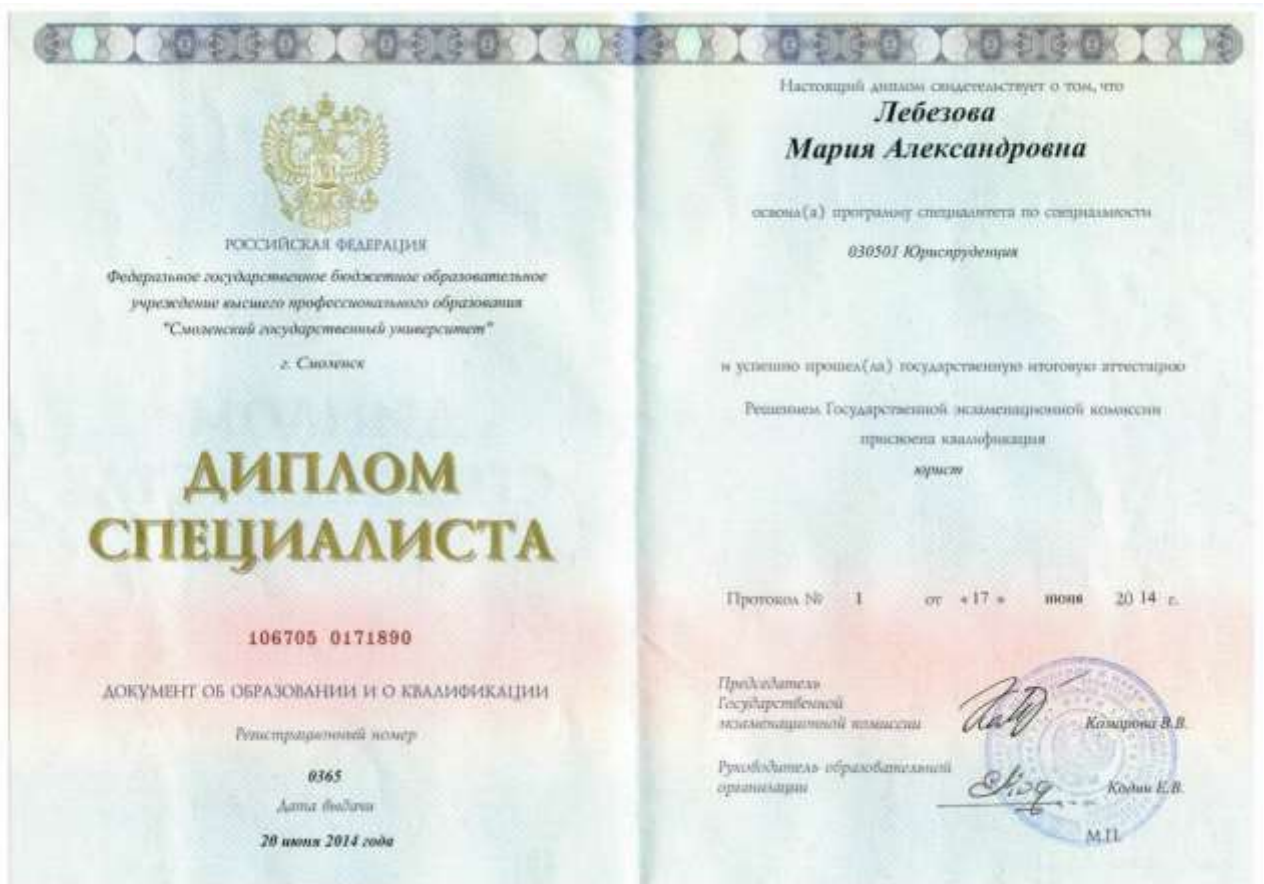 РОССИЙСКАЯ ФЕДЕРАЦИЯ
Федеральное государственное бюджетное образовательное
учреждение высшего профессионального образования
"Смоленский государственный университет"
г. Смоленск
ДИПЛОМ
СПЕЦИАЛИСТА
106705 0171890
ДОКУМЕНТ ОБ ОБРАЗОВАНИИ И О КВАЛИФИКАЦИИ
Регистрационный номер
0365
Дата выдачи
20 июня 2014 года
Настоящий диплом свидетельствует о том, что
Лебезова
Мария Александровна
освоил(а) программу специалитета по специальности
030501 Юриспруденция
и успешно прошел(ла) государственную итоговую аттестацию
Решением Государственной экзаменационной комиссии
присвоена квалификация
юрист
Протокол № 1 от «17» июня 2014 г.
Председатель
Государственной
экзаменационной комиссии
В.В.
Руководитель образовательной
организации
Кодин Е.В.
М.П.